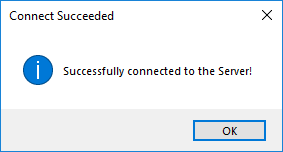 Connect Succeeded
Successfully connected to the Server!
OK